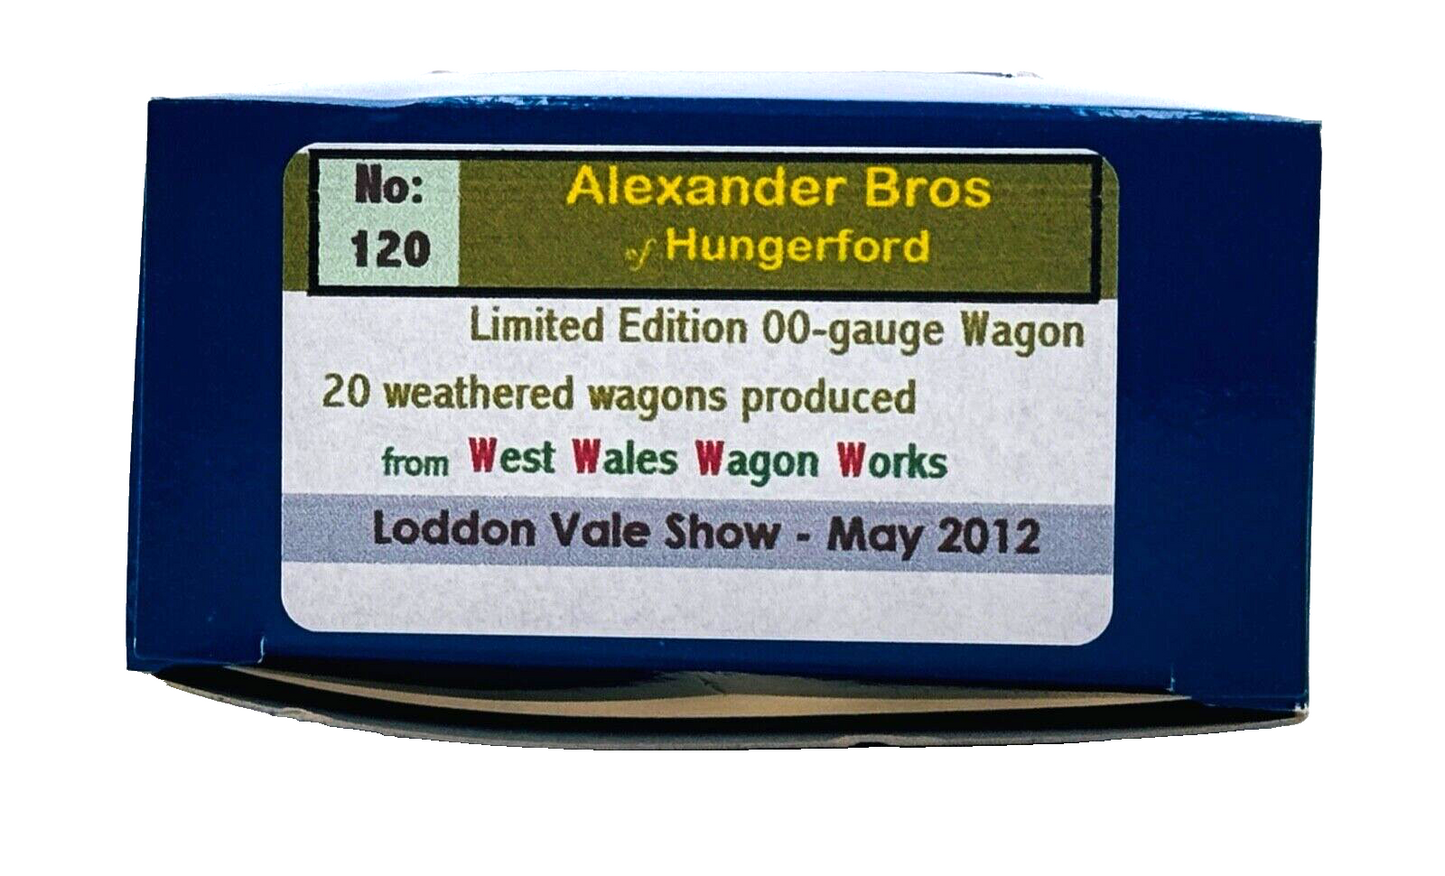 No:
120
Alexander Bros
of Hungerford
Limited Edition 00-gauge Wagon
20 weathered wagons produced
from West Wales Wagon Works
Loddon Vale Show - May 2012